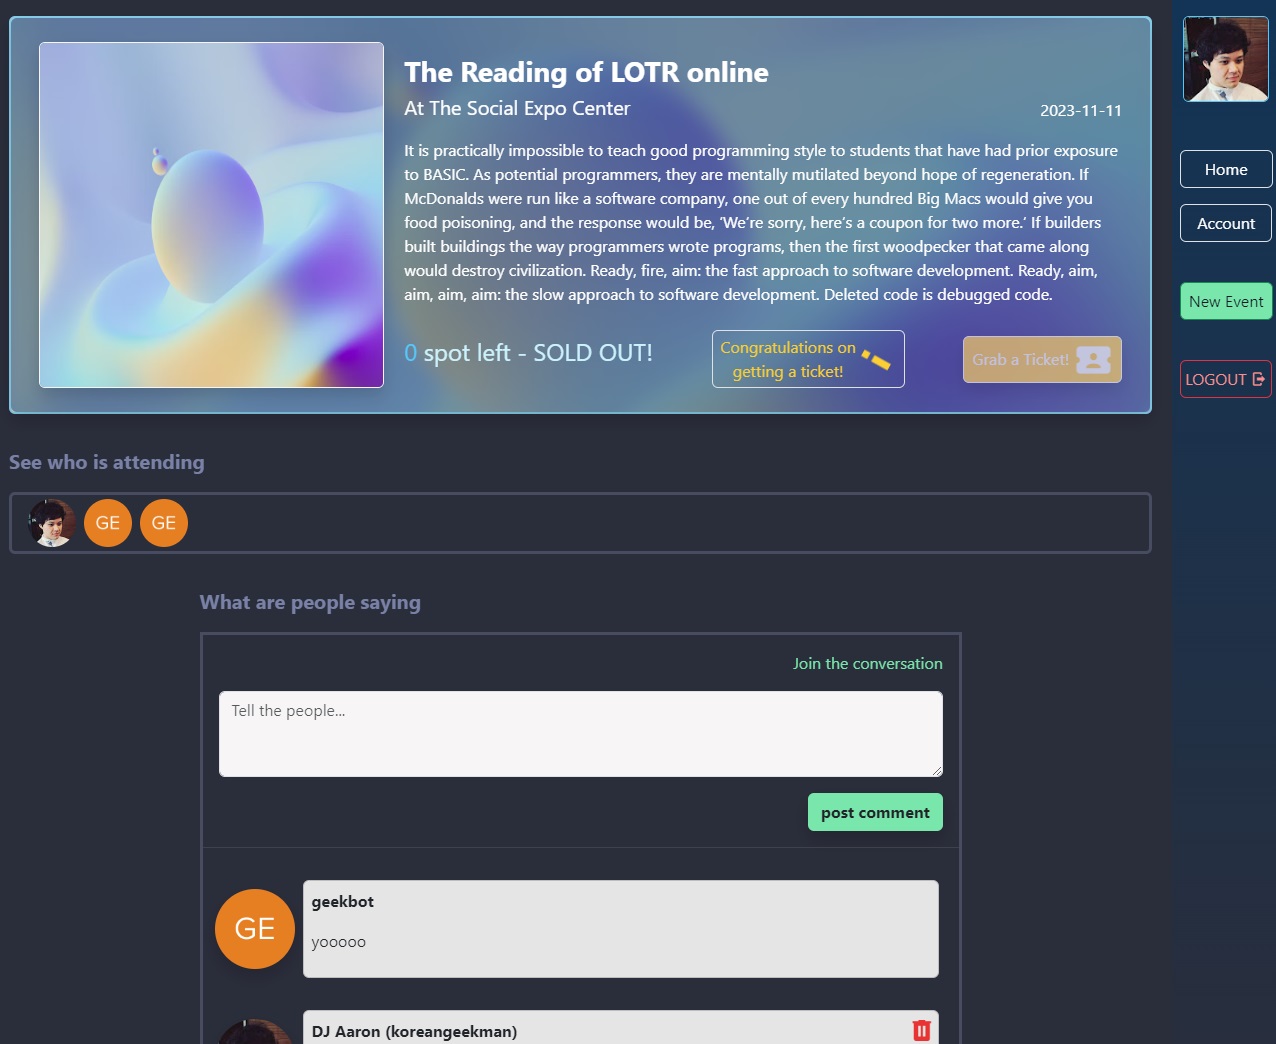 The Reading of LOTR online
At The Social Expo Center
2023-11-11
It is practically impossible to teach good programming style to students that have had prior exposure
to BASIC. As potential programmers, they are mentally mutilated beyond hope of regeneration. If
McDonalds were run like a software company, one out of every hundred Big Macs would give you
food poisoning, and the response would be, ‘We’re sorry, here’s a coupon for two more.’ If builders
built buildings the way programmers wrote programs, then the first woodpecker that came along
would destroy civilization. Ready, fire, aim: the fast approach to software development. Ready, aim,
aim, aim, aim: the slow approach to software development. Deleted code is debugged code.
0 spot left - SOLD OUT!
Congratulations on
getting a ticket!
Grab a Ticket!
Home
Account
New Event
LOGOUT
See who is attending
GE
GE
What are people saying
Join the conversation
Tell the people...
post comment
GE
geekbot
yooooo
DJ Aaron (koreangeekman)